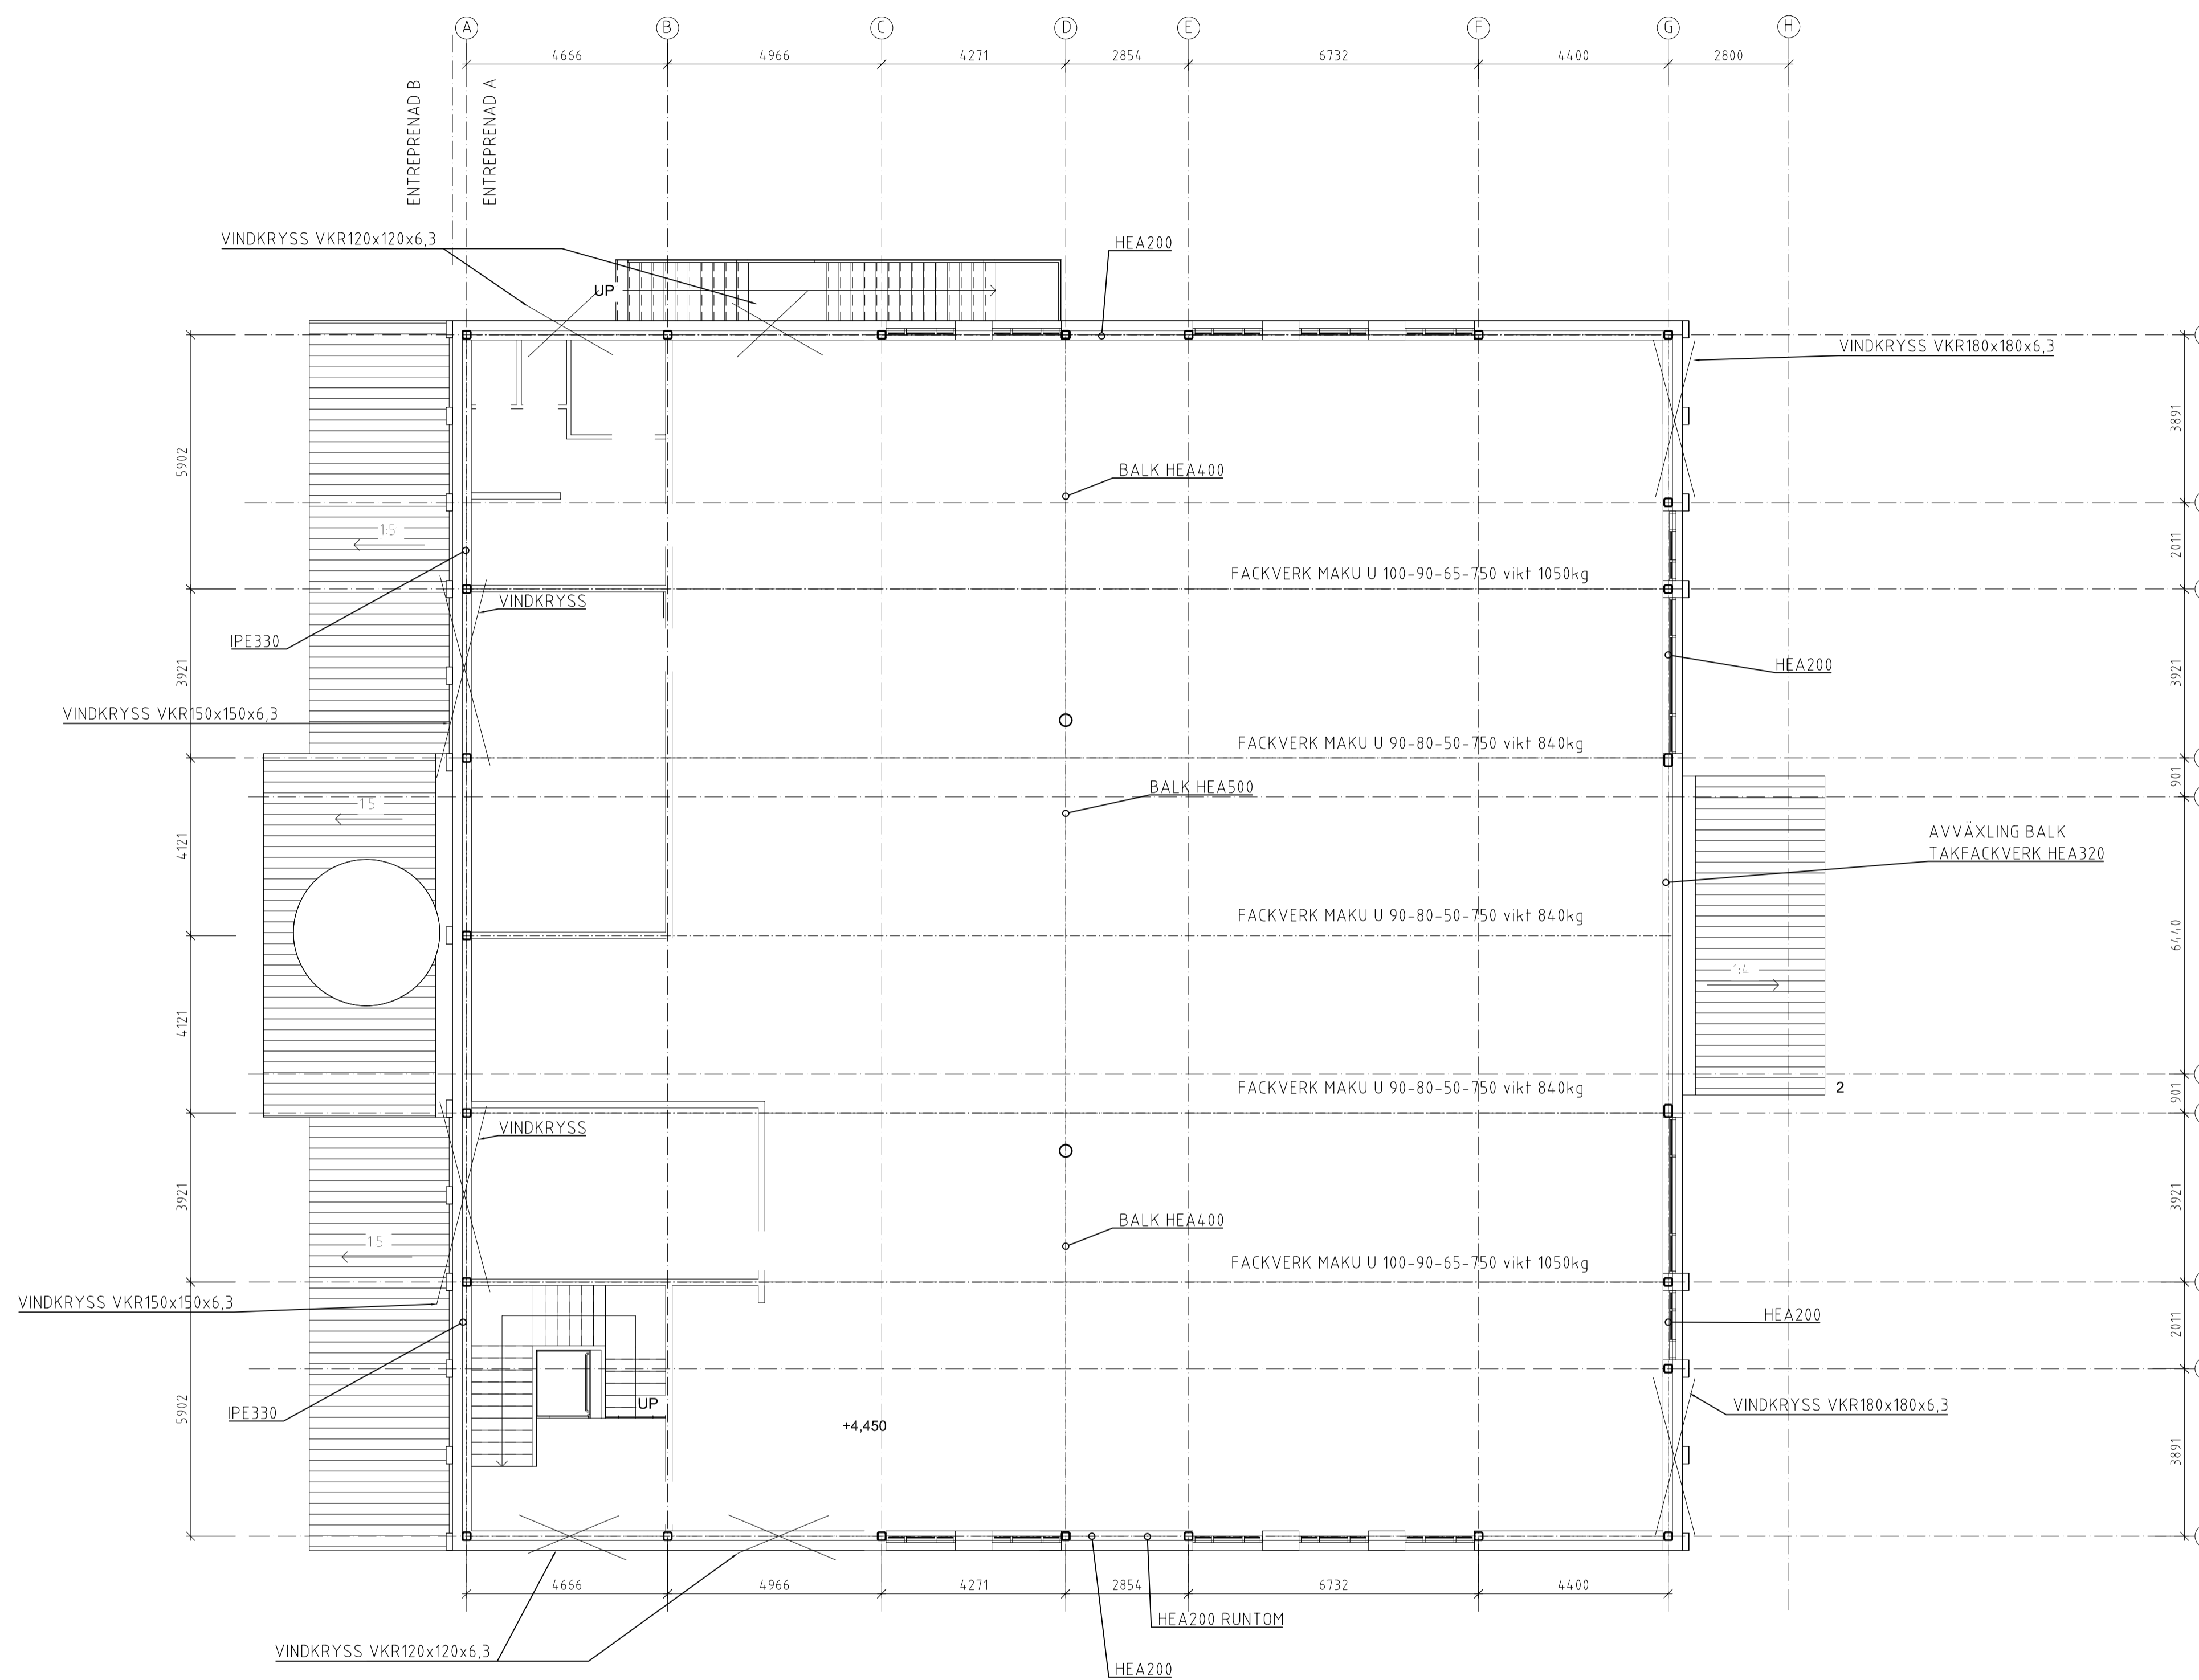 A B C D E F G H
4666 4966 4271 2854 6732 4400 2800
ENTREPRENAD B
ENTREPRENAD A
VINDKRYSS VKR120x120x6,3
HEA200
UP
VINDKRYSS VKR180x180x6,3
3891
5902
BALK HEA400
1:5
2011
FACKVERK MAKU U 100-90-65-750 vikt 1050kg
VINDKRYSS
IPE330
HEA200
3921
3921
VINDKRYSS VKR150x150x6,3
FACKVERK MAKU U 90-80-50-750 vikt 840kg
901
BALK HEA500
1:5
4121
AVVÄXLING BALK
TAKFACKVERK HEA320
FACKVERK MAKU U 90-80-50-750 vikt 840kg
6440
1:4
4121
FACKVERK MAKU U 90-80-50-750 vikt 840kg
2
901
VINDKRYSS
3921
3921
BALK HEA400
1:5
FACKVERK MAKU U 100-90-65-750 vikt 1050kg
VINDKRYSS VKR150x150x6,3
HEA200
2011
UP
5902
IPE330
+4,450
VINDKRYSS VKR180x180x6,3
3891
4666 4966 4271 2854 6732 4400
HEA200 RUNTOM
VINDKRYSS VKR120x120x6,3
HEA200